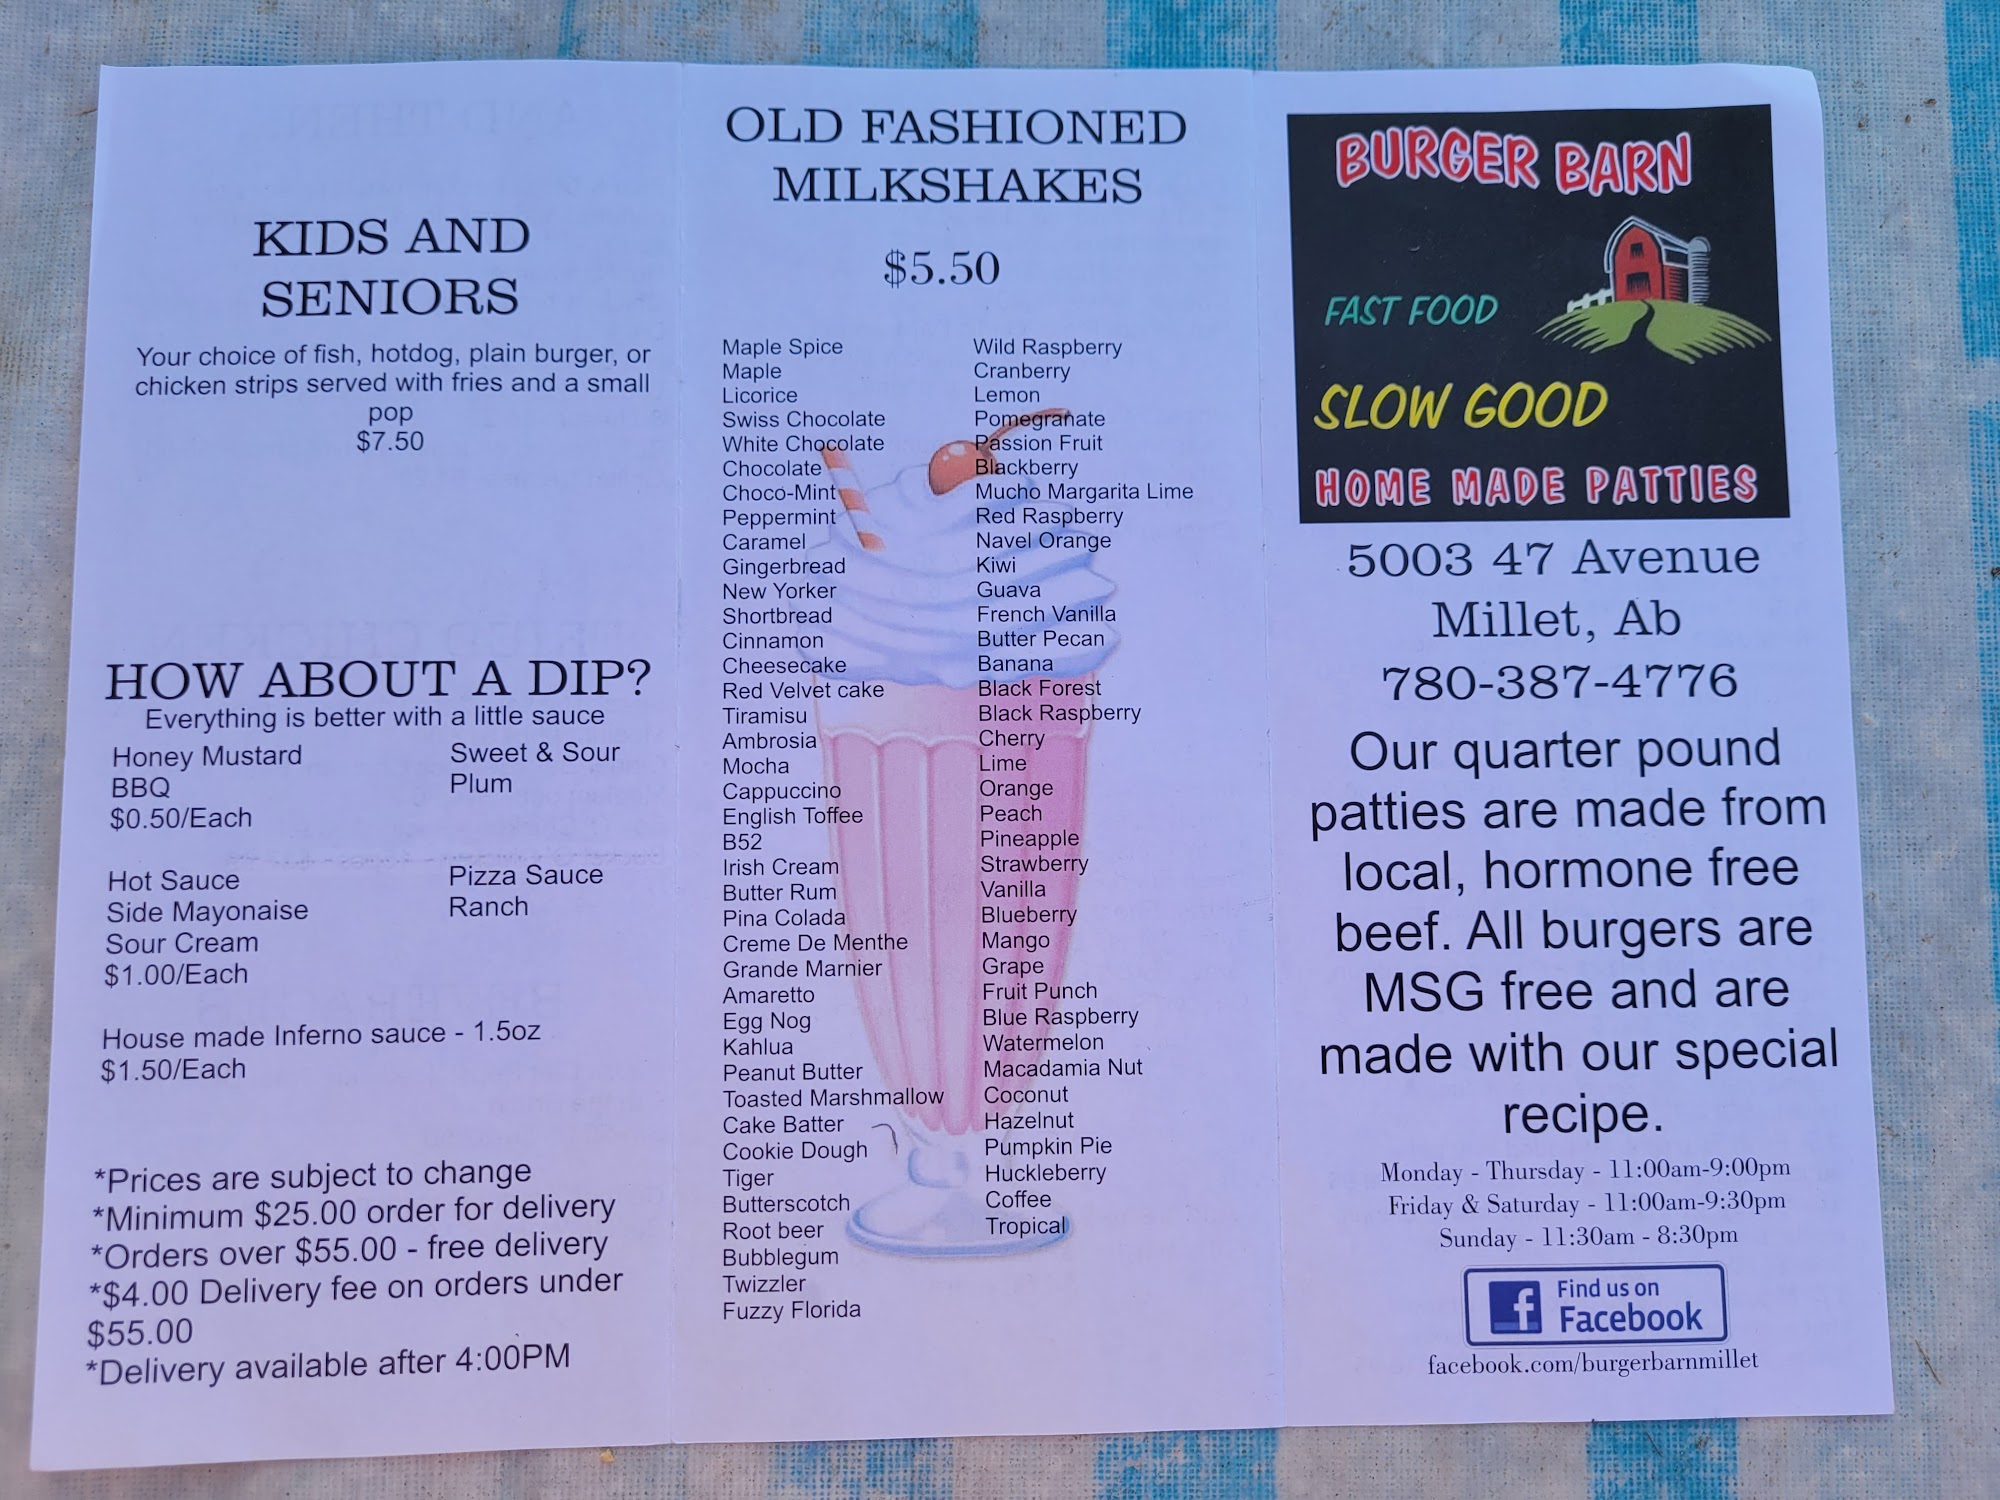 KIDS AND
SENIORS
Your choice of fish, hotdog, plain burger, or
chicken strips served with fries and a small
pop
$7.50
HOW ABOUT A DIP?
Everything is better with a little sauce
Honey Mustard
BBQ
$0.50/Each
Sweet & Sour
Plum
Hot Sauce
Side Mayonaise
Sour Cream
$1.00/Each
Pizza Sauce
Ranch
House made Inferno sauce - 1.5oz
$1.50/Each
*Prices are subject to change
*Minimum $25.00 order for delivery
*Orders over $55.00 - free delivery
*$4.00 Delivery fee on orders under
$55.00
*Delivery available after 4:00PM
OLD FASHIONED
MILKSHAKES
$5.50
Maple Spice
Maple
Licorice
Swiss Chocolate
White Chocolate
Chocolate
Choco-Mint
Peppermint
Caramel
Gingerbread
New Yorker
Shortbread
Cinnamon
Cheesecake
Red Velvet cake
Tiramisu
Ambrosia
Mocha
Cappuccino
English Toffee
B52
Irish Cream
Butter Rum
Pina Colada
Creme De Menthe
Grande Marnier
Amaretto
Egg Nog
Kahlua
Peanut Butter
Toasted Marshmallow
Cake Batter
Cookie Dough
Tiger
Butterscotch
Root beer
Bubblegum
Twizzler
Fuzzy Florida
Wild Raspberry
Cranberry
Lemon
Pomegranate
Passion Fruit
Blackberry
Mucho Margarita Lime
Red Raspberry
Navel Orange
Kiwi
Guava
French Vanilla
Butter Pecan
Banana
Black Forest
Black Raspberry
Cherry
Lime
Orange
Peach
Pineapple
Strawberry
Vanilla
Blueberry
Mango
Grape
Fruit Punch
Blue Raspberry
Watermelon
Macadamia Nut
Coconut
Hazelnut
Pumpkin Pie
Huckleberry
Coffee
Tropical
BURGER BARN
FAST FOOD
SLOW GOOD
HOME MADE PATTIES
5003 47 Avenue
Millet, Ab
780-387-4776
Our quarter pound
patties are made from
local, hormone free
beef. All burgers are
MSG free and are
made with our special
recipe.
Monday - Thursday - 11:00am-9:00pm
Friday & Saturday - 11:00am-9:30pm
Sunday - 11:30am - 8:30pm
f
Find us on
Facebook
facebook.com/burgerbarnmillet